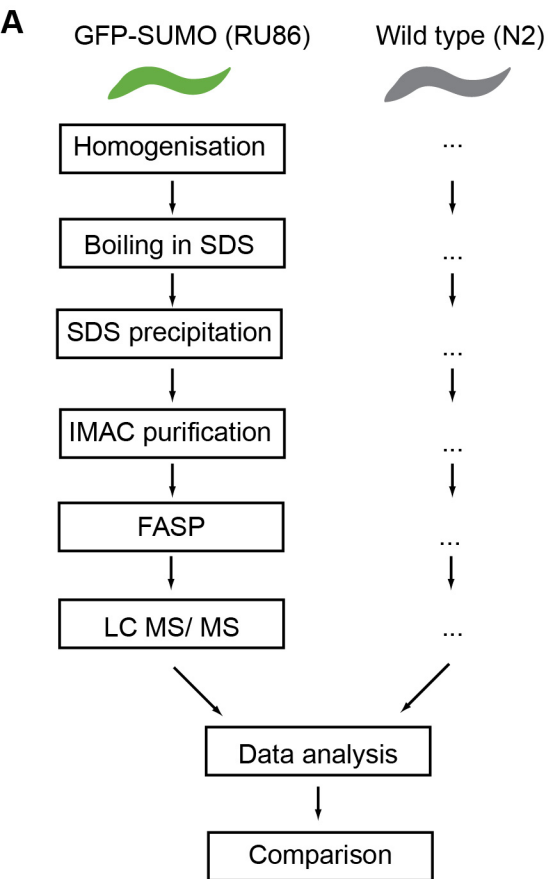 A
GFP-SUMO (RU86) Wild type (N2)
Homogenisation ...
Boiling in SDS ...
SDS precipitation ...
IMAC purification ...
FASP ...
LC MS/ MS ...
Data analysis
Comparison